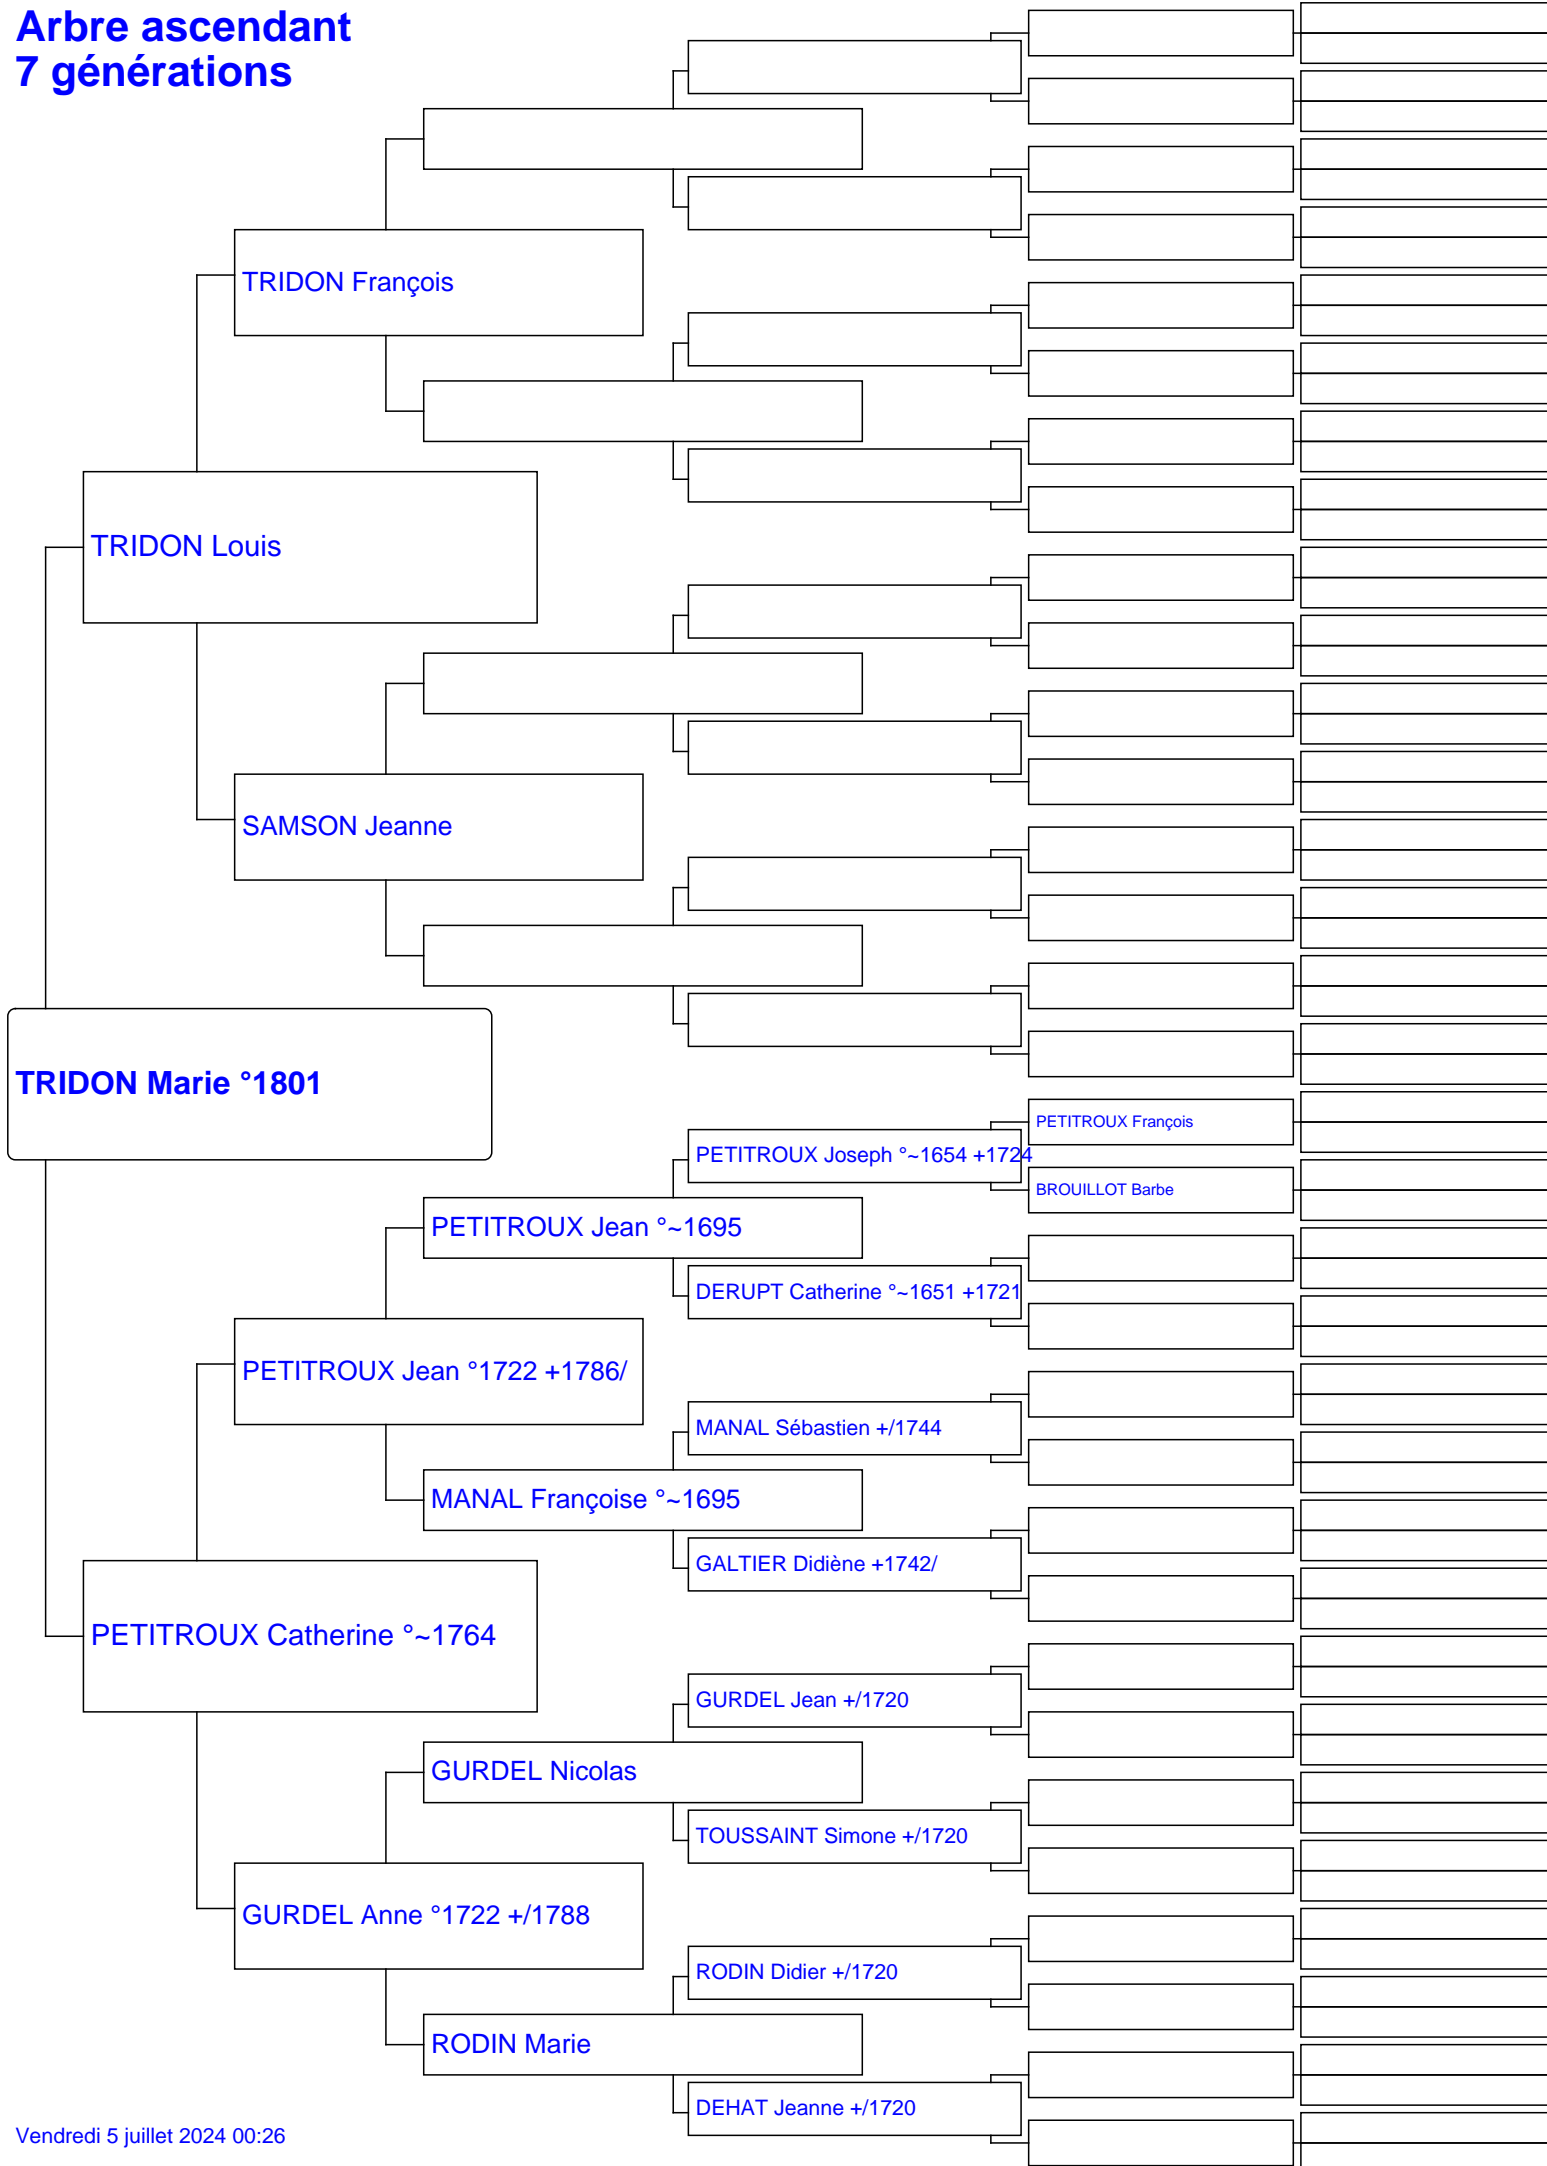 Arbre ascendant
7 générations
TRIDON François
TRIDON Louis
SAMSON Jeanne
TRIDON Marie °1801
PETITROUX François
PETITROUX Joseph °~1654 +1724
BROUILLOT Barbe
PETITROUX Jean °~1695
DERUPT Catherine °~1651 +1721
PETITROUX Jean °1722 +1786/
MANAL Sébastien +/1744
MANAL Françoise °~1695
GALTIER Didiène +1742/
PETITROUX Catherine °~1764
GURDEL Jean +/1720
GURDEL Nicolas
TOUSSAINT Simone +/1720
GURDEL Anne °1722 +/1788
RODIN Didier +/1720
RODIN Marie
DEHAT Jeanne +/1720
Vendredi 5 juillet 2024 00:26